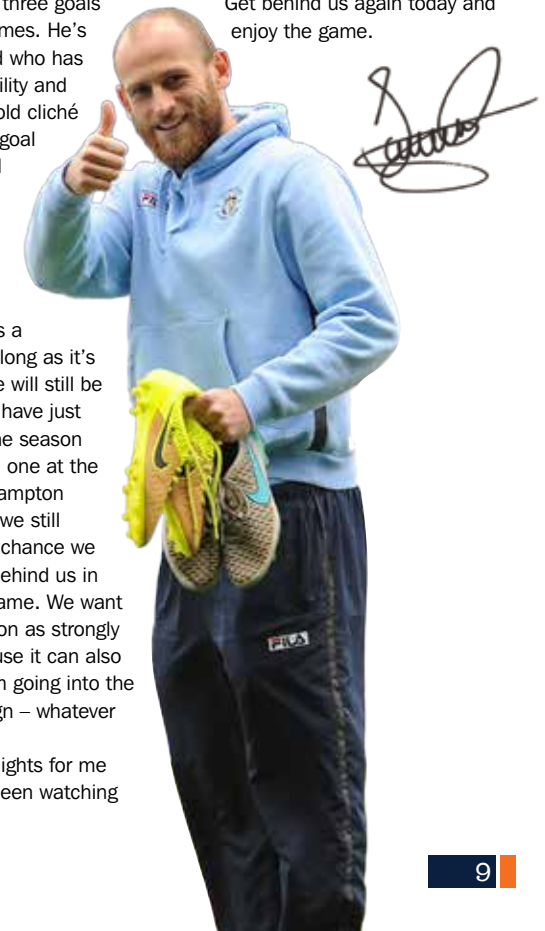 three goals
mes. He's
d who has
ility and
old cliché
goal
s a
long as it's
e will still be
have just
ne season
one at the
ampton
we still
chance we
ehind us in
ame. We want
on as strongly
use it can also
n going into the
gn – whatever
ights for me
een watching
Get behind us again today and
enjoy the game.
FILA
FILA
9